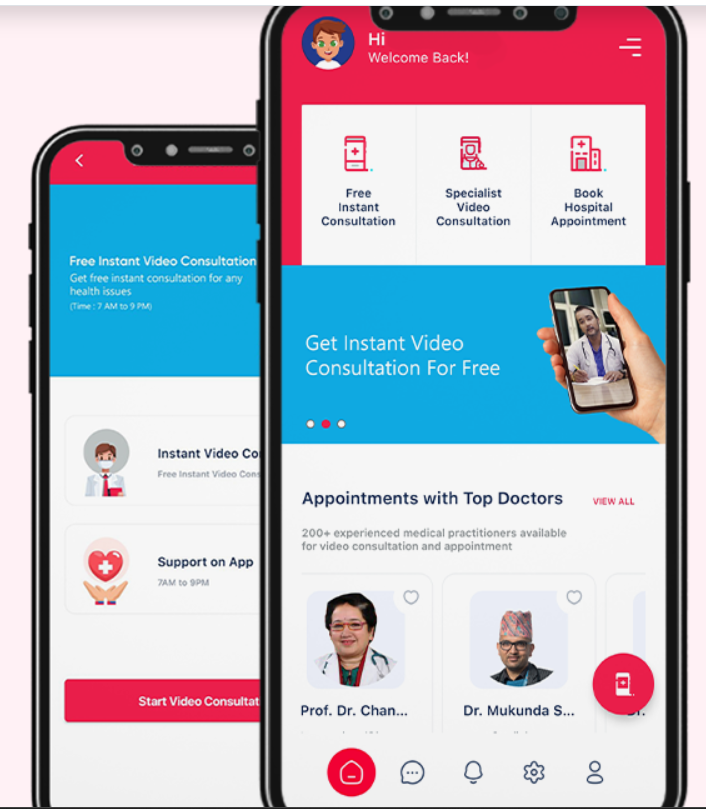 Hi
Welcome Back!
Free
Instant
Consultation
Specialist
Video
Consultation
Book
Hospital
Appointment
Get Instant Video
Consultation For Free
Appointments with Top Doctors
VIEW ALL
200+ experienced medical practitioners available
for video consultation and appointment
Prof. Dr. Chan...
Dr. Mukunda S...
Free Instant Video Consultation
Get free instant consultation for any
health issues
(Time : 7 AM to 9 PM)
Instant Video Co
Free Instant Video Cons
Support on App
7AM to 9PM
Start Video Consultat